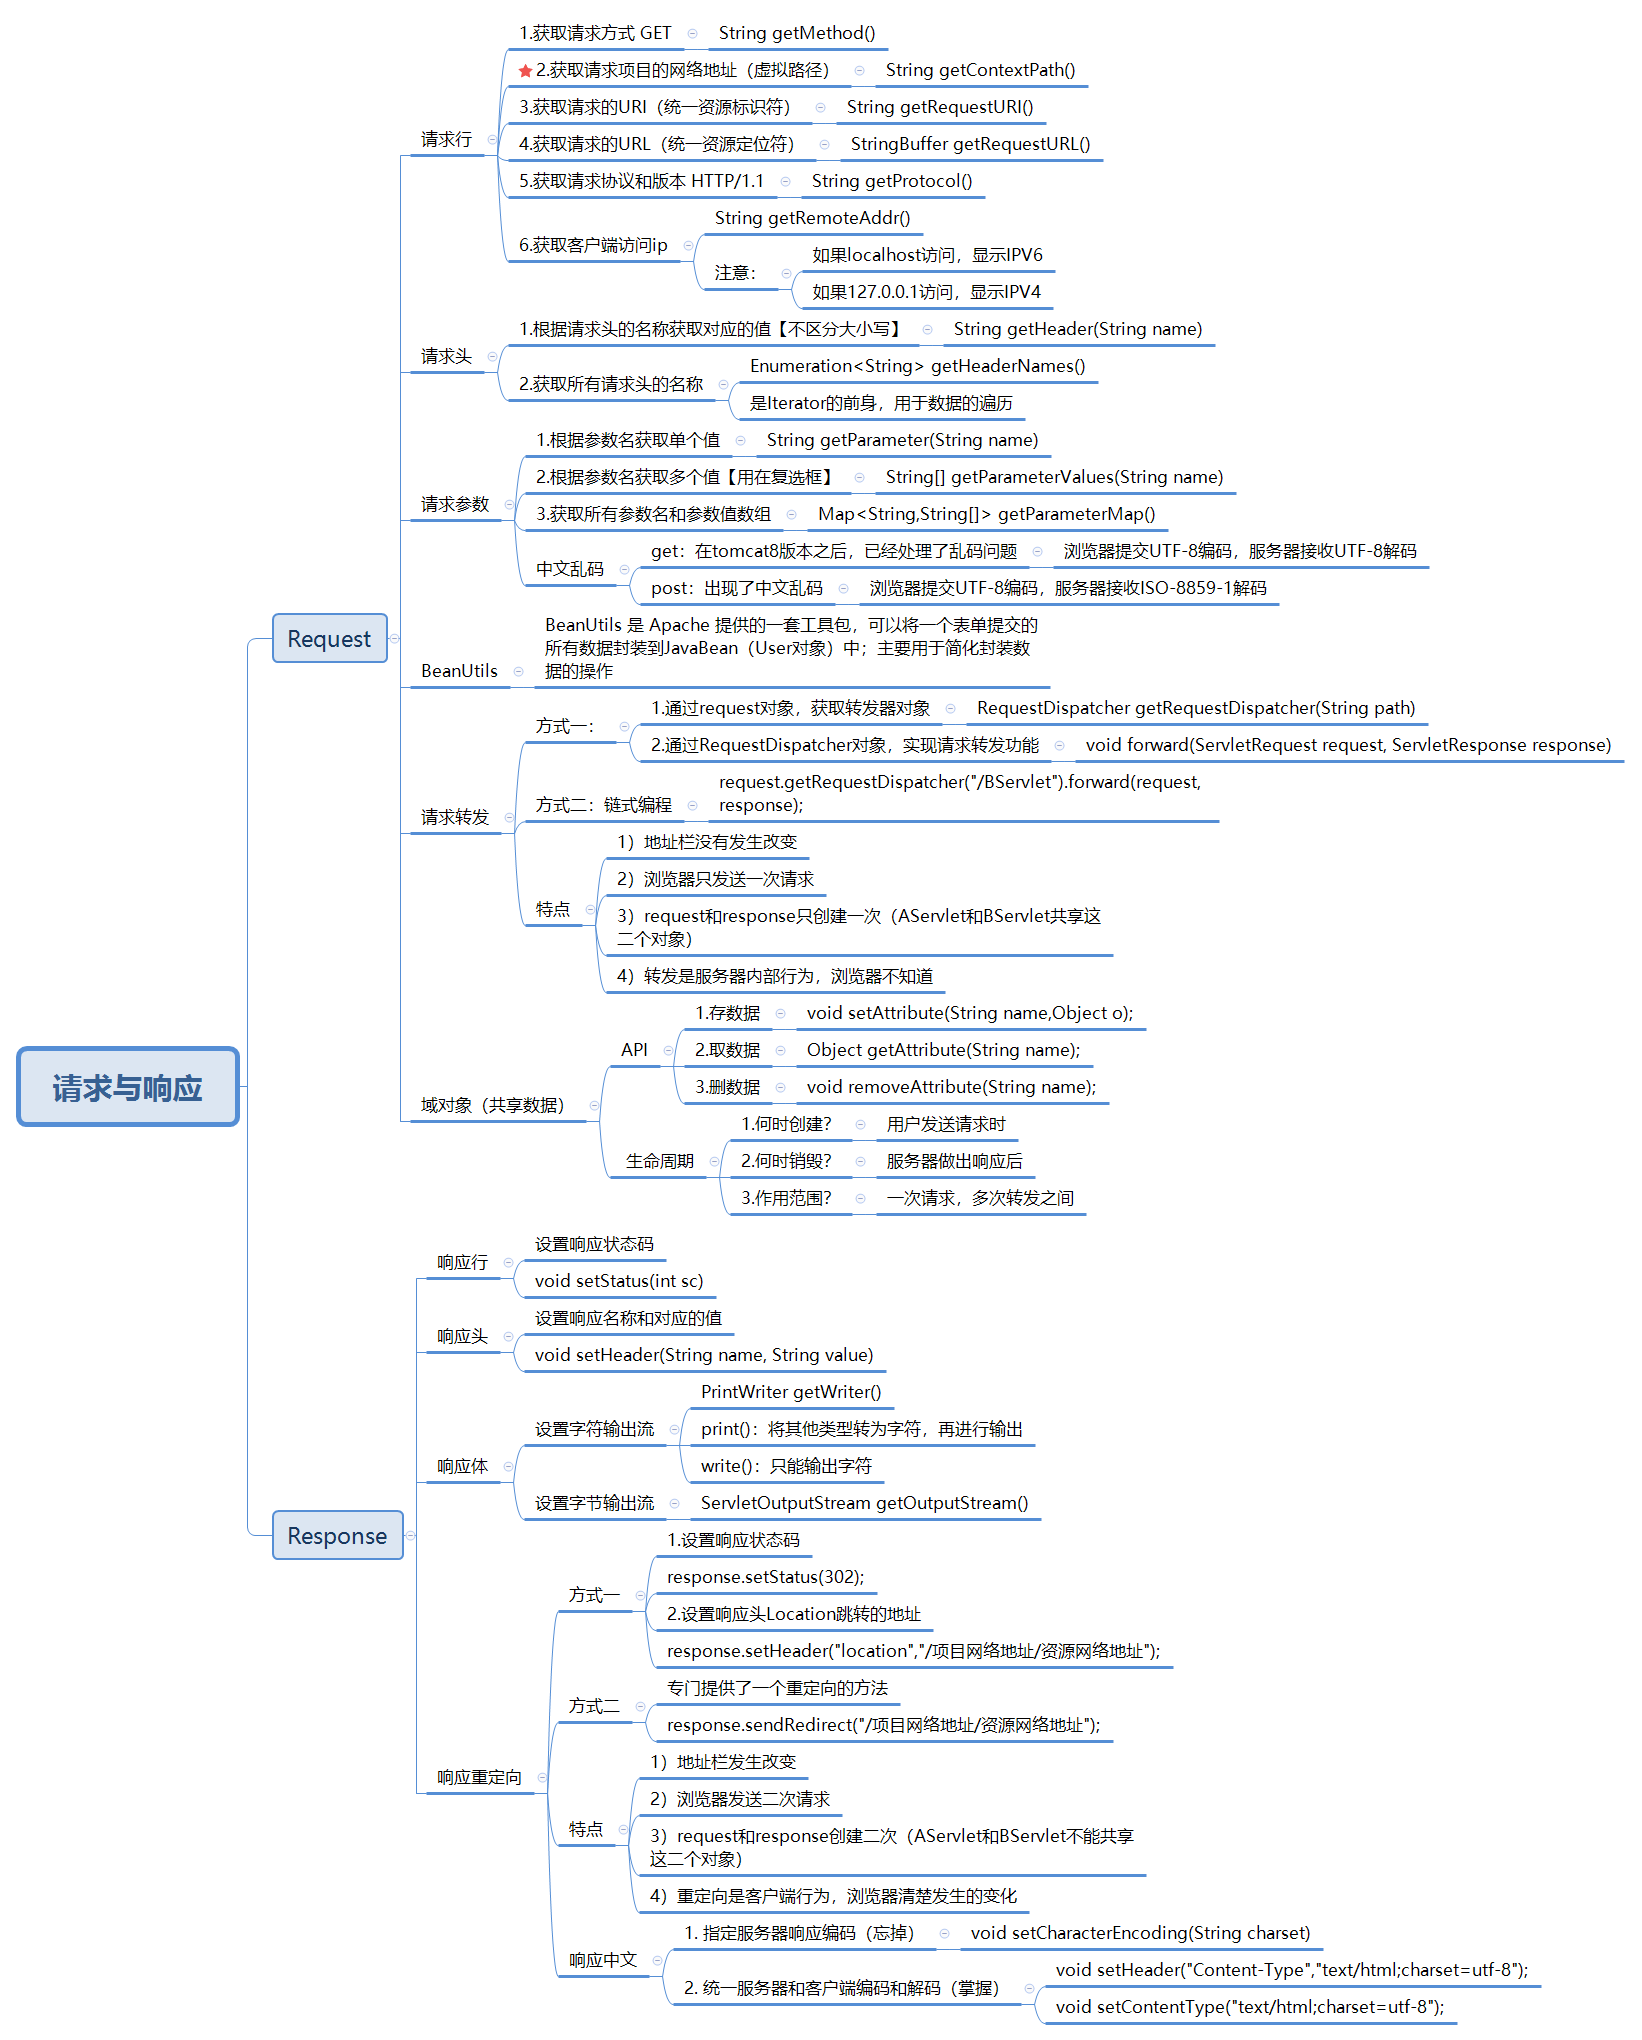 请求与响应
Request
请求行
1.获取请求方式 GET
String getMethod()
2.获取请求项目的网络地址（虚拟路径）
String getContextPath()
3.获取请求的URI（统一资源标识符）
String getRequestURI()
4.获取请求的URL（统一资源定位符）
StringBuffer getRequestURL()
5.获取请求协议和版本 HTTP/1.1
String getProtocol()
6.获取客户端访问ip
String getRemoteAddr()
注意：
如果localhost访问，显示IPV6
如果127.0.0.1访问，显示IPV4
请求头
1.根据请求头的名称获取对应的值【不区分大小写】
String getHeader(String name)
2.获取所有请求头的名称
Enumeration<String> getHeaderNames()
是Iterator的前身，用于数据的遍历
请求参数
1.根据参数名获取单个值
String getParameter(String name)
2.根据参数名获取多个值【用在复选框】
String[] getParameterValues(String name)
3.获取所有参数名和参数值数组
Map<String,String[]> getParameterMap()
中文乱码
get：在tomcat8版本之后，已经处理了乱码问题
浏览器提交UTF-8编码，服务器接收UTF-8解码
post：出现了中文乱码
浏览器提交UTF-8编码，服务器接收ISO-8859-1解码
BeanUtils
BeanUtils 是 Apache 提供的一套工具包，可以将一个表单提交的
所有数据封装到JavaBean（User对象）中；主要用于简化封装数
据的操作
请求转发
方式一：
1.通过request对象，获取转发器对象
RequestDispatcher getRequestDispatcher(String path)
2.通过RequestDispatcher对象，实现请求转发功能
void forward(ServletRequest request, ServletResponse response)
方式二：链式编程
request.getRequestDispatcher("/BServlet").forward(request,
response);
特点
1）地址栏没有发生改变
2）浏览器只发送一次请求
3）request和response只创建一次（AServlet和BServlet共享这
二个对象）
4）转发是服务器内部行为，浏览器不知道
域对象（共享数据）
API
1.存数据
void setAttribute(String name,Object o);
2.取数据
Object getAttribute(String name);
3.删数据
void removeAttribute(String name);
生命周期
1.何时创建？
用户发送请求时
2.何时销毁？
服务器做出响应后
3.作用范围？
一次请求，多次转发之间
Response
响应行
设置响应状态码
void setStatus(int sc)
响应头
设置响应名称和对应的值
void setHeader(String name, String value)
响应体
设置字符输出流
PrintWriter getWriter()
print()：将其他类型转为字符，再进行输出
write()：只能输出字符
设置字节输出流
ServletOutputStream getOutputStream()
响应重定向
方式一
1.设置响应状态码
response.setStatus(302);
2.设置响应头Location跳转的地址
response.setHeader("location","/项目网络地址/资源网络地址");
方式二
专门提供了一个重定向的方法
response.sendRedirect("/项目网络地址/资源网络地址");
特点
1）地址栏发生改变
2）浏览器发送二次请求
3）request和response创建二次（AServlet和BServlet不能共享
这二个对象）
4）重定向是客户端行为，浏览器清楚发生的变化
响应中文
1. 指定服务器响应编码（忘掉）
void setCharacterEncoding(String charset)
2. 统一服务器和客户端编码和解码（掌握）
void setHeader("Content-Type","text/html;charset=utf-8");
void setContentType("text/html;charset=utf-8");